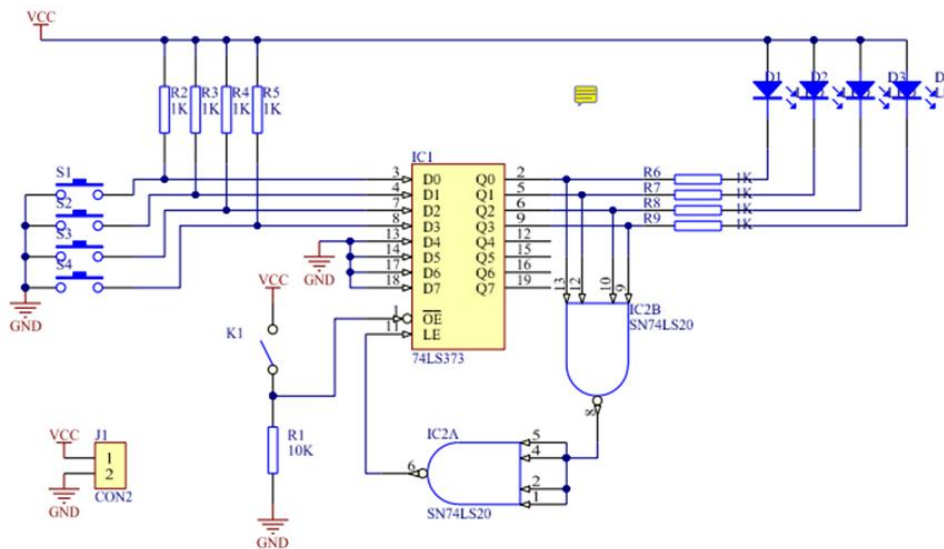 VCC
R2 R3 R4 R5
1K 1K 1K 1K
D1 D2 D3
IC1
S1
S2
S3
S4
GND
3 D0 Q0 2
4 D1 Q1 5
7 D2 Q2 6
8 D3 Q3 9
13 D4 Q4 12
14 D5 Q5 15
17 D6 Q6 16
18 D7 Q7 19
1 OE
11 LE
74LS373
GND
R6 1K
R7 1K
R8 1K
R9 1K
13 12 10 9
IC2B
SN74LS20
8
VCC
K1
R1
10K
GND
IC2A
5
4
2
1
6
SN74LS20
VCC
J1
1
2
CON2
GND